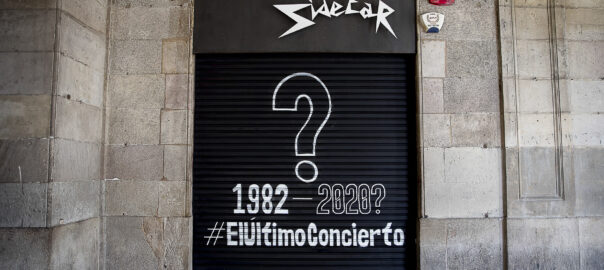 SideCaR
?
1982 — 2020?
#ElÚltimoConcierto